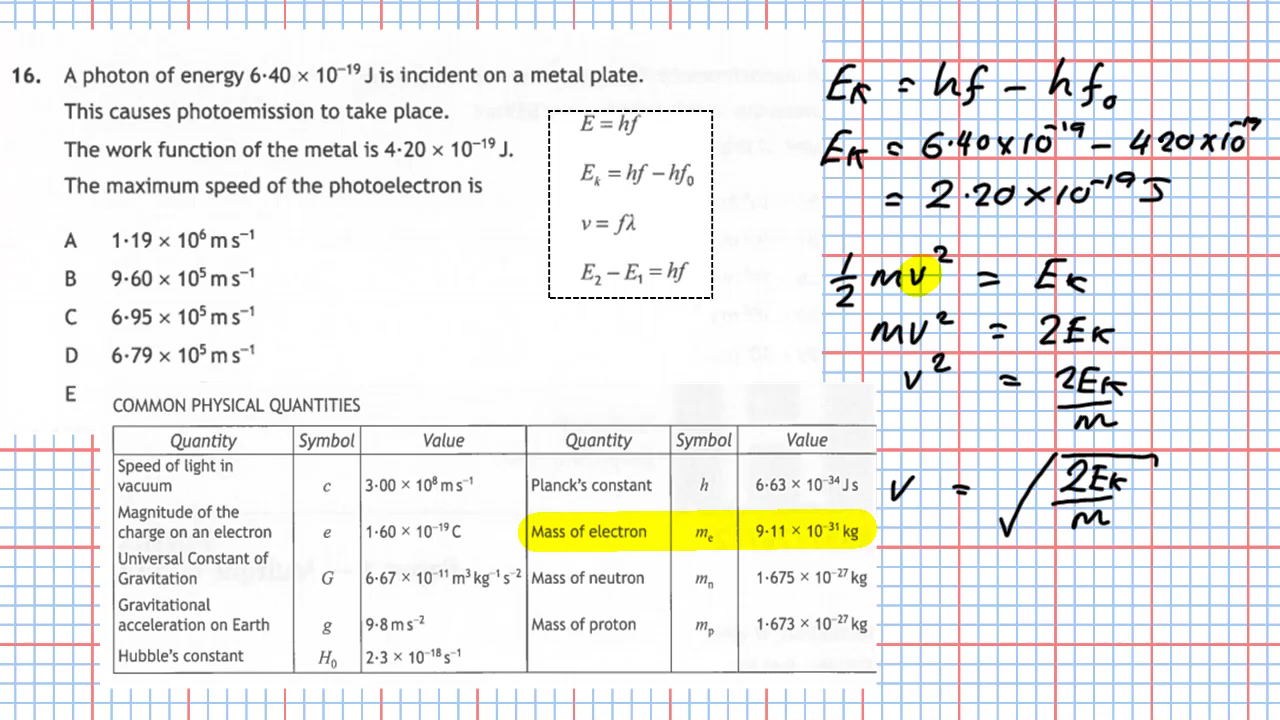 16. A photon of energy 6·40 × 10⁻¹⁹ J is incident on a metal plate.
This causes photoemission to take place.
The work function of the metal is 4·20 × 10⁻¹⁹ J.
The maximum speed of the photoelectron is
A 1·19 × 10⁶ m s⁻¹
B 9·60 × 10⁵ m s⁻¹
C 6·95 × 10⁵ m s⁻¹
D 6·79 × 10⁵ m s⁻¹
E
E = hf
Eₖ = hf − hf₀
v = fλ
E₂ − E₁ = hf
COMMON PHYSICAL QUANTITIES
Quantity Symbol Value Quantity Symbol Value
Speed of light in
vacuum c 3·00 × 10⁸ m s⁻¹ Planck's constant h 6·63 × 10⁻³⁴ J s
Magnitude of the
charge on an electron e 1·60 × 10⁻¹⁹ C Mass of electron mₑ 9·11 × 10⁻³¹ kg
Universal Constant of
Gravitation G 6·67 × 10⁻¹¹ m³ kg⁻¹ s⁻² Mass of neutron mₙ 1·675 × 10⁻²⁷ kg
Gravitational
acceleration on Earth g 9·8 m s⁻² Mass of proton mₚ 1·673 × 10⁻²⁷ kg
Hubble's constant H₀ 2·3 × 10⁻¹⁸ s⁻¹
Eₖ = hf − hf₀
Eₖ = 6·40 × 10⁻¹⁹ − 4·20 × 10⁻¹⁹
= 2·20 × 10⁻¹⁹ J
½ mv² = Eₖ
mv² = 2Eₖ
v² = 2Eₖ/m
v = √(2Eₖ/m)